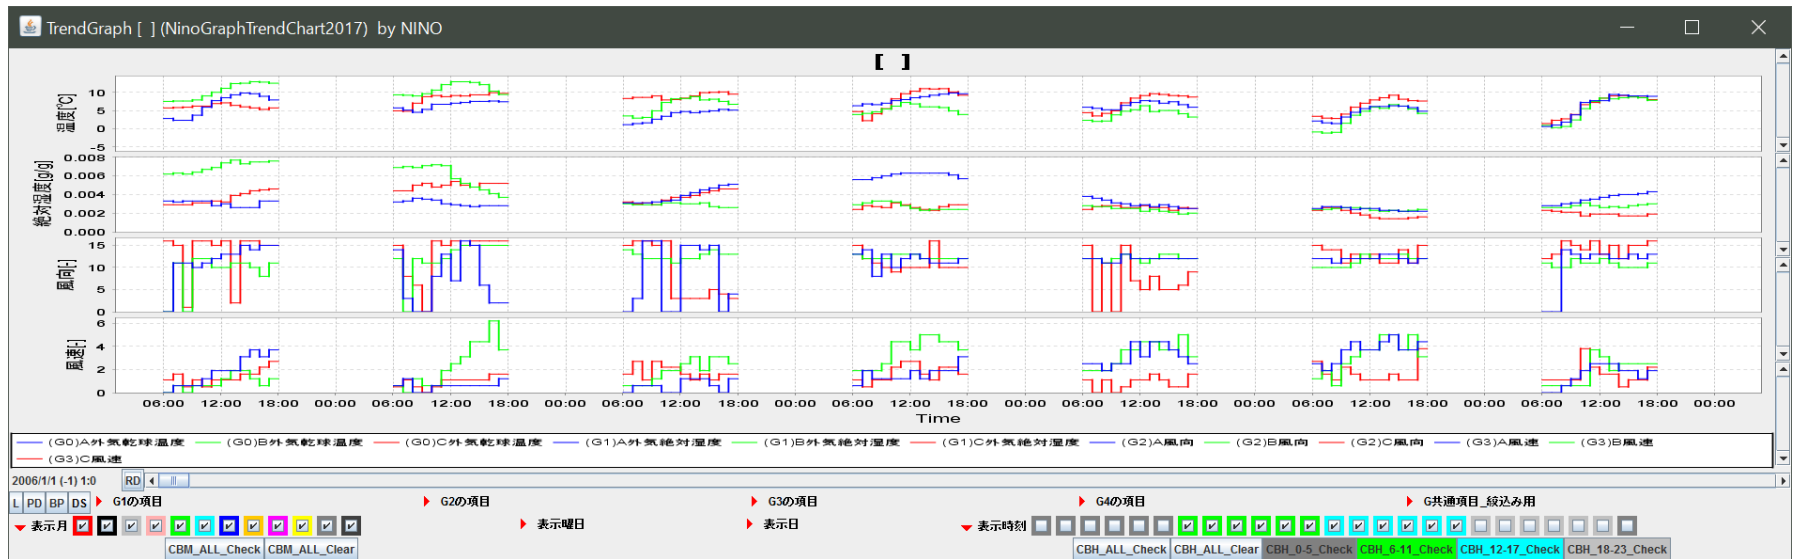 TrendGraph [ ] (NinoGraphTrendChart2017) by NINO
[ ]
温度[℃]
10
5
0
-5
絶対湿度[g/g]
0.008
0.006
0.004
0.002
0.000
風向[-]
15
10
5
0
風速[-]
6
4
2
0
06:00 12:00 18:00 00:00 06:00 12:00 18:00 00:00 06:00 12:00 18:00 00:00 06:00 12:00 18:00 00:00 06:00 12:00 18:00 00:00 06:00 12:00 18:00 00:00 06:00 12:00 18:00 00:00
Time
(G0)A外気乾球温度 (G0)B外気乾球温度 (G0)C外気乾球温度 (G1)A外気絶対湿度 (G1)B外気絶対湿度 (G1)C外気絶対湿度 (G2)A風向 (G2)B風向 (G2)C風向 (G3)A風速 (G3)B風速
(G3)C風速
2006/1/1 (-1) 1:0 RD
L PD BP DS G1の項目 G2の項目 G3の項目 G4の項目 G共通項目_絞込み用
表示月 表示曜日 表示日 表示時刻
CBM_ALL_Check CBM_ALL_Clear CBH_ALL_Check CBH_ALL_Clear CBH_0-5_Check CBH_6-11_Check CBH_12-17_Check CBH_18-23_Check